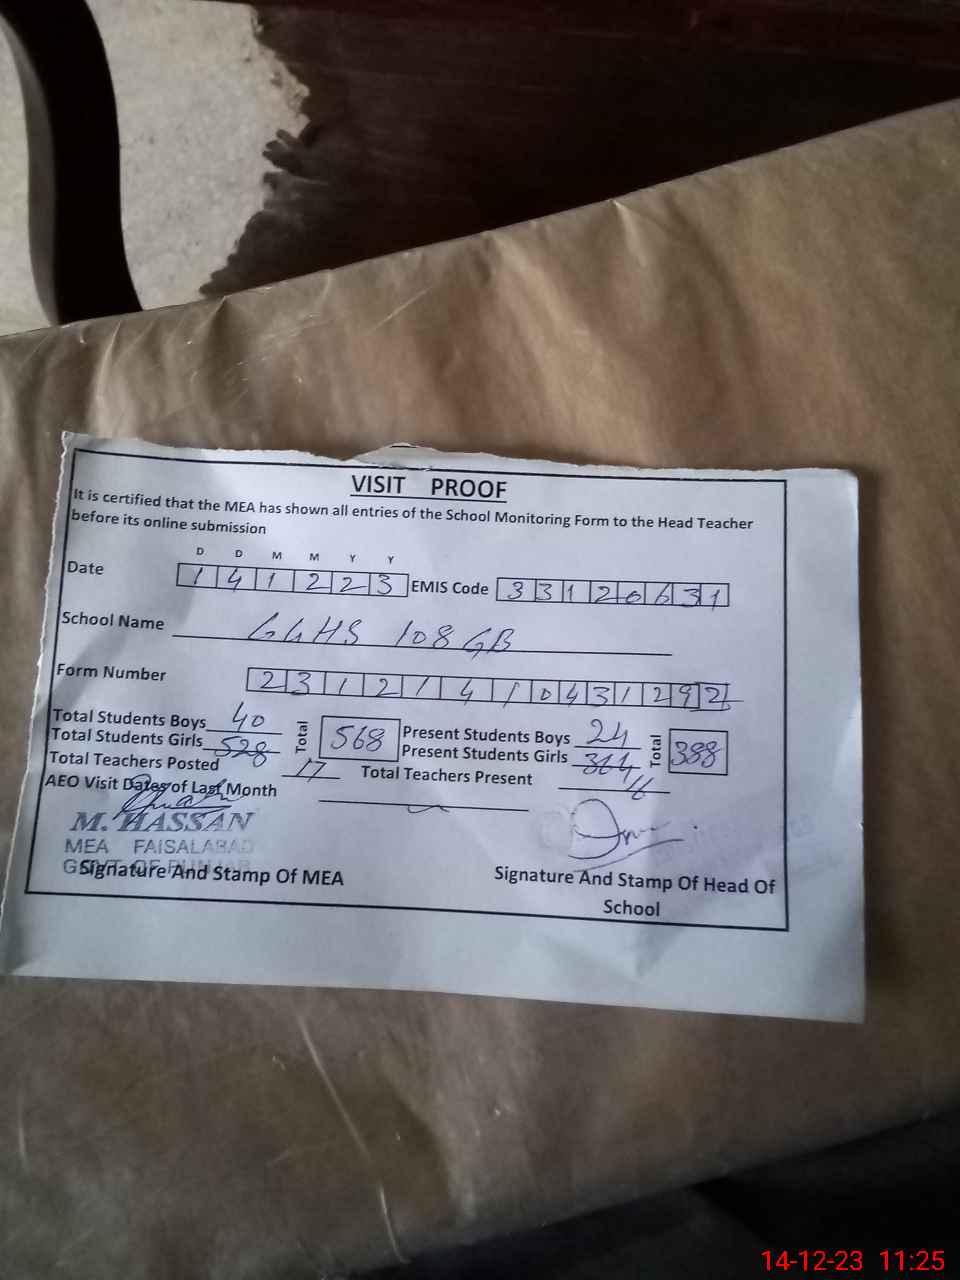 VISIT PROOF
It is certified that the MEA has shown all entries of the School Monitoring Form to the Head Teacher
before its online submission
D D M M Y Y
Date 1 4 1 2 2 3 EMIS Code 3 3 1 2 0 6 3 1
School Name GGHS 108 GB
Form Number 2 3 1 2 1 4 1 0 4 3 1 2 9 2
Total Students Boys 40 Total 568 Present Students Boys 24 Total 388
Total Students Girls 528 Present Students Girls 364
Total Teachers Posted 17 Total Teachers Present 16
AEO Visit Dates of Last Month
M. HASSAN
MEA FAISALABAD
GOVT OF PUNJAB
Signature And Stamp Of MEA Signature And Stamp Of Head Of
School
14-12-23 11:25